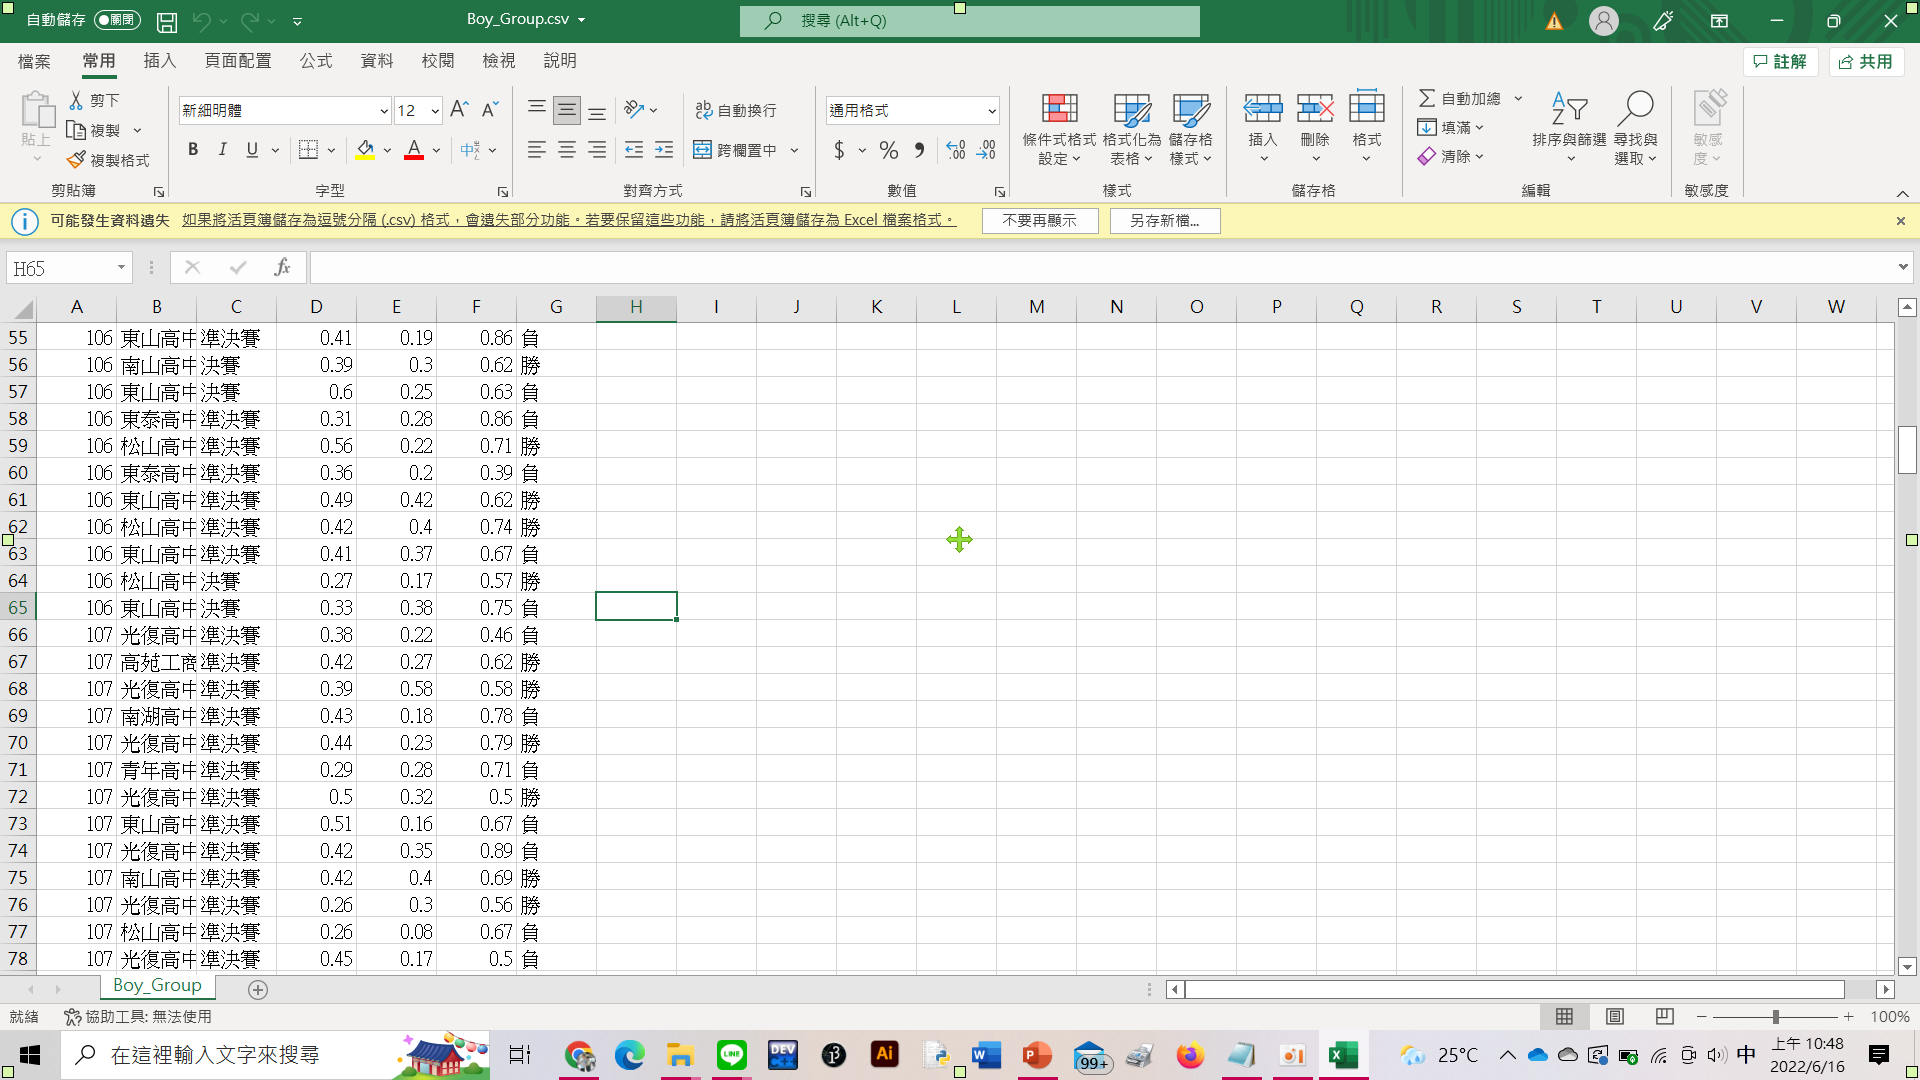 自動儲存 關閉 Boy_Group.csv 搜尋 (Alt+Q)
檔案 常用 插入 頁面配置 公式 資料 校閱 檢視 說明 註解 共用
貼上 剪下 複製 複製格式 剪貼簿
新細明體 12 B I U A 字型
自動換行 跨欄置中 對齊方式
通用格式 $ % 數值
條件式格式設定 格式化為表格 儲存格樣式 樣式
插入 刪除 格式 儲存格
自動加總 填滿 清除 排序與篩選 尋找與選取 編輯
敏感度 敏感度
可能發生資料遺失 如果將活頁簿儲存為逗號分隔 (.csv) 格式，會遺失部分功能。若要保留這些功能，請將活頁簿儲存為 Excel 檔案格式。 不要再顯示 另存新檔...
H65 fx
A B C D E F G H I J K L M N O P Q R S T U V W
55 106 東山高中 準決賽 0.41 0.19 0.86 負
56 106 南山高中 決賽 0.39 0.3 0.62 勝
57 106 東山高中 決賽 0.6 0.25 0.63 負
58 106 東泰高中 準決賽 0.31 0.28 0.86 負
59 106 松山高中 準決賽 0.56 0.22 0.71 勝
60 106 東泰高中 準決賽 0.36 0.2 0.39 負
61 106 東山高中 準決賽 0.49 0.42 0.62 勝
62 106 松山高中 準決賽 0.42 0.4 0.74 勝
63 106 東山高中 準決賽 0.41 0.37 0.67 負
64 106 松山高中 決賽 0.27 0.17 0.57 勝
65 106 東山高中 決賽 0.33 0.38 0.75 負
66 107 光復高中 準決賽 0.38 0.22 0.46 負
67 107 高苑工商 準決賽 0.42 0.27 0.62 勝
68 107 光復高中 準決賽 0.39 0.58 0.58 勝
69 107 南湖高中 準決賽 0.43 0.18 0.78 負
70 107 光復高中 準決賽 0.44 0.23 0.79 勝
71 107 青年高中 準決賽 0.29 0.28 0.71 負
72 107 光復高中 準決賽 0.5 0.32 0.5 勝
73 107 東山高中 準決賽 0.51 0.16 0.67 負
74 107 光復高中 準決賽 0.42 0.35 0.89 負
75 107 南山高中 準決賽 0.42 0.4 0.69 勝
76 107 光復高中 準決賽 0.26 0.3 0.56 勝
77 107 松山高中 準決賽 0.26 0.08 0.67 負
78 107 光復高中 準決賽 0.45 0.17 0.5 負
Boy_Group
就緒 協助工具: 無法使用 100%
在這裡輸入文字來搜尋 LINE DEV Ai W P 99+ X 25°C 中 上午 10:48
2022/6/16